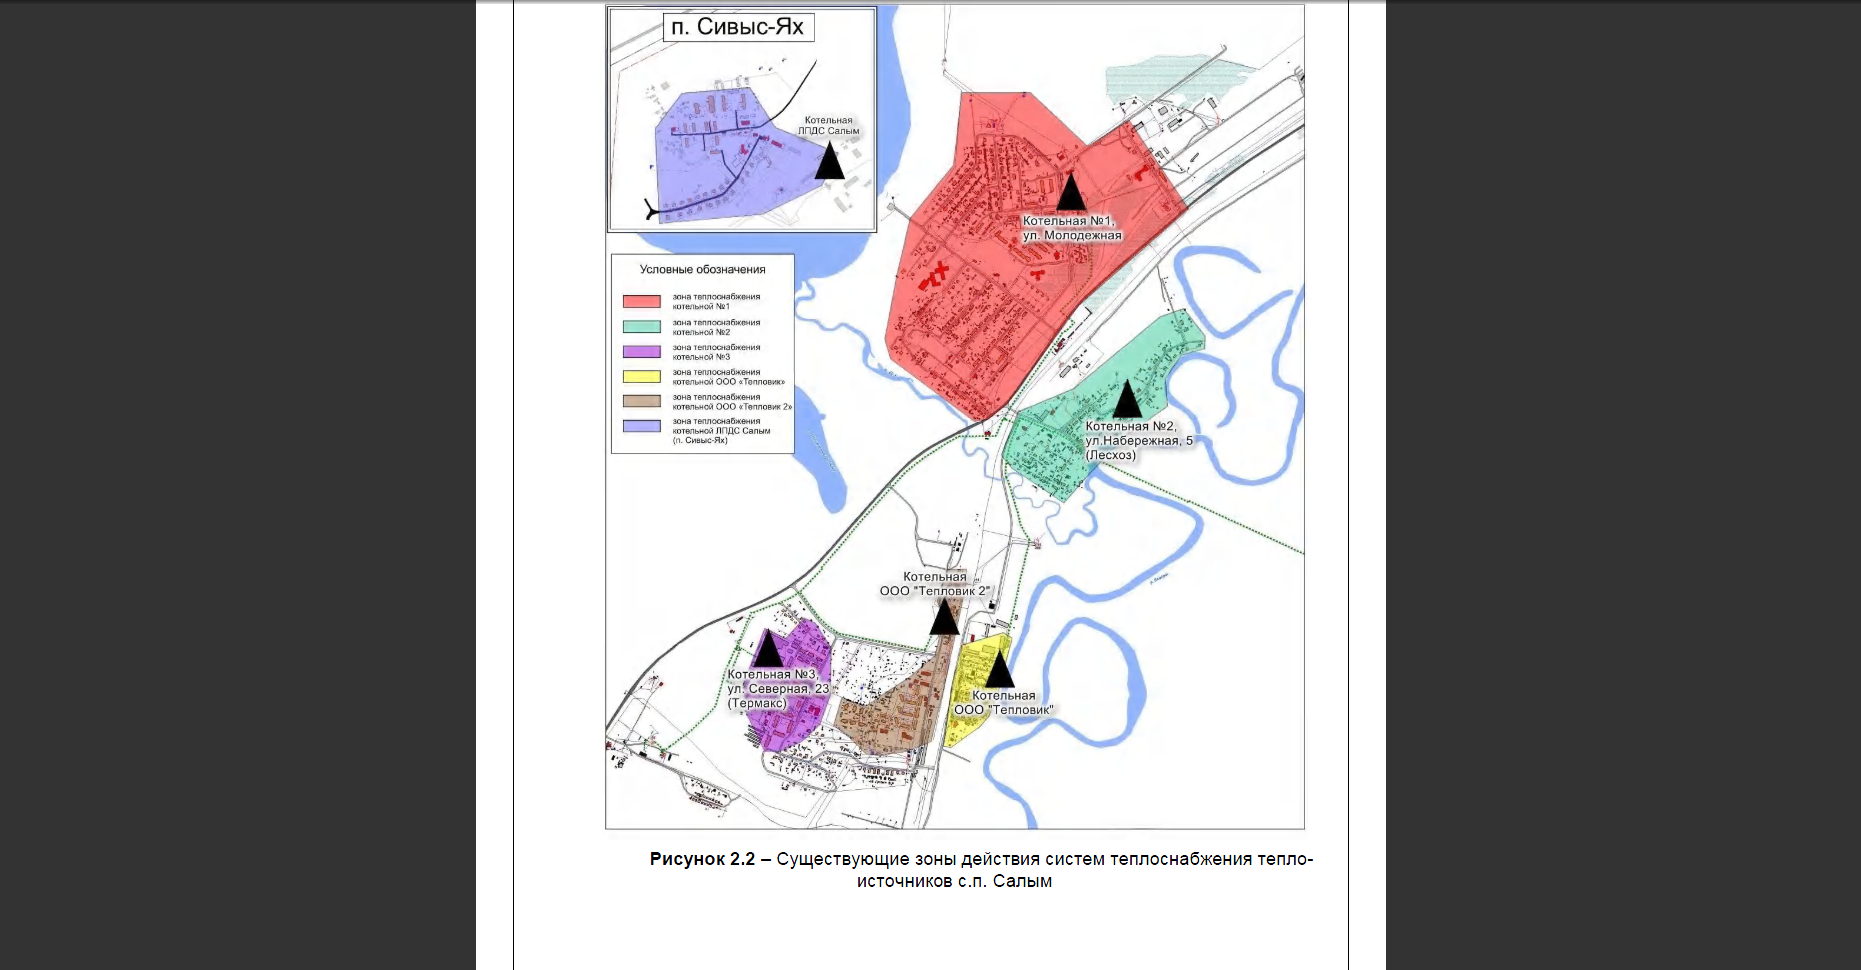 п. Сивыс-Ях
Котельная
ЛПДС Салым
Котельная №1,
ул. Молодежная
Условные обозначения
зона теплоснабжения
котельной №1
зона теплоснабжения
котельной №2
зона теплоснабжения
котельной №3
зона теплоснабжения
котельной ООО «Тепловик»
зона теплоснабжения
котельной ООО «Тепловик 2»
зона теплоснабжения
котельной ЛПДС Салым
(п. Сивыс-Ях)
Котельная №2,
ул.Набережная, 5
(Лесхоз)
Котельная
ООО "Тепловик 2"
Котельная №3,
ул. Северная, 23
(Термакс)
Котельная
ООО "Тепловик"
Рисунок 2.2 – Существующие зоны действия систем теплоснабжения тепло-
источников с.п. Салым